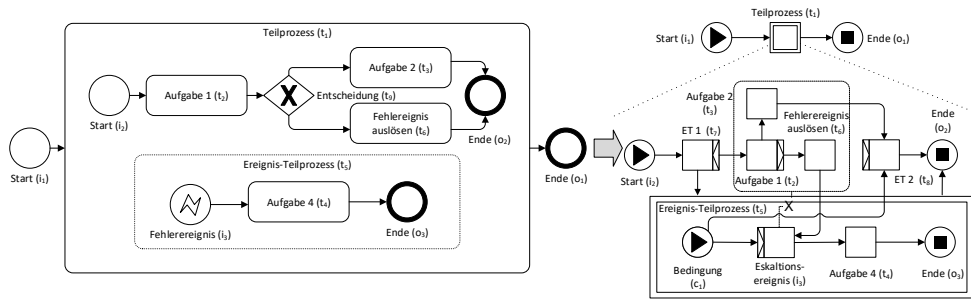 Teilprozess (t₁)
Aufgabe 1 (t₂)
Aufgabe 2 (t₃)
X
Entscheidung (t₉)
Fehlerereignis
auslösen (t₆)
Start (i₂)
Ende (o₂)
Start (i₁)
Ende (o₁)
Ereignis-Teilprozess (t₅)
Fehlerereignis (i₃)
Aufgabe 4 (t₄)
Ende (o₃)
Teilprozess (t₁)
Start (i₁)
Ende (o₁)
Aufgabe 2
(t₃)
Fehlerereignis
auslösen (t₆)
Ende
(o₂)
ET 1 (t₇)
Start (i₂)
Aufgabe 1 (t₂)
ET 2 (t₈)
X
Ereignis-Teilprozess (t₅)
Bedingung
(c₁)
Eskaltions-
ereignis (i₃)
Aufgabe 4 (t₄)
Ende (o₃)